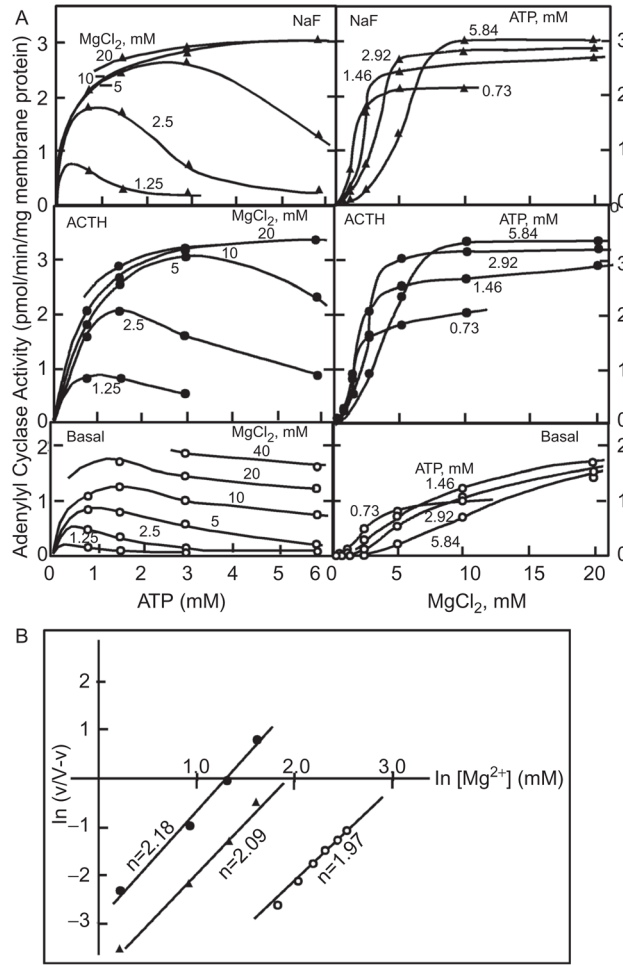 A
Adenylyl Cyclase Activity (pmol/min/mg membrane protein)
NaF
MgCl2, mM
20
10
5
2.5
1.25
3
2
1
0
NaF
ATP, mM
5.84
2.92
1.46
0.73
3
2
1
0
ACTH
MgCl2, mM
20
10
5
2.5
1.25
3
2
1
0
ACTH
ATP, mM
5.84
2.92
1.46
0.73
3
2
1
0
Basal
MgCl2, mM
40
20
10
5
2.5
1.25
2
1
0
0 1 2 3 4 5 6
ATP (mM)
Basal
ATP, mM
1.46
0.73
2.92
5.84
2
1
0
0 5 10 15 20
MgCl2, mM
B
ln (v/V-v)
2
1
−1
−2
−3
1.0 2.0 3.0 ln [Mg2+] (mM)
n=2.18
n=2.09
n=1.97